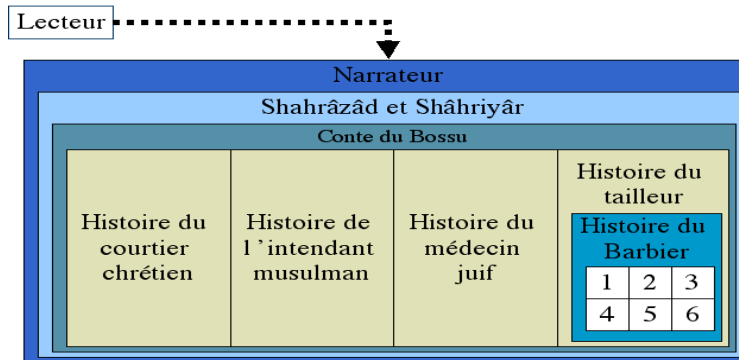 Lecteur
Narrateur
Shahrâzâd et Shâhriyâr
Conte du Bossu
Histoire du
courtier
chrétien
Histoire de
l 'intendant
musulman
Histoire du
médecin
juif
Histoire du
tailleur
Histoire du
Barbier
1 2 3
4 5 6